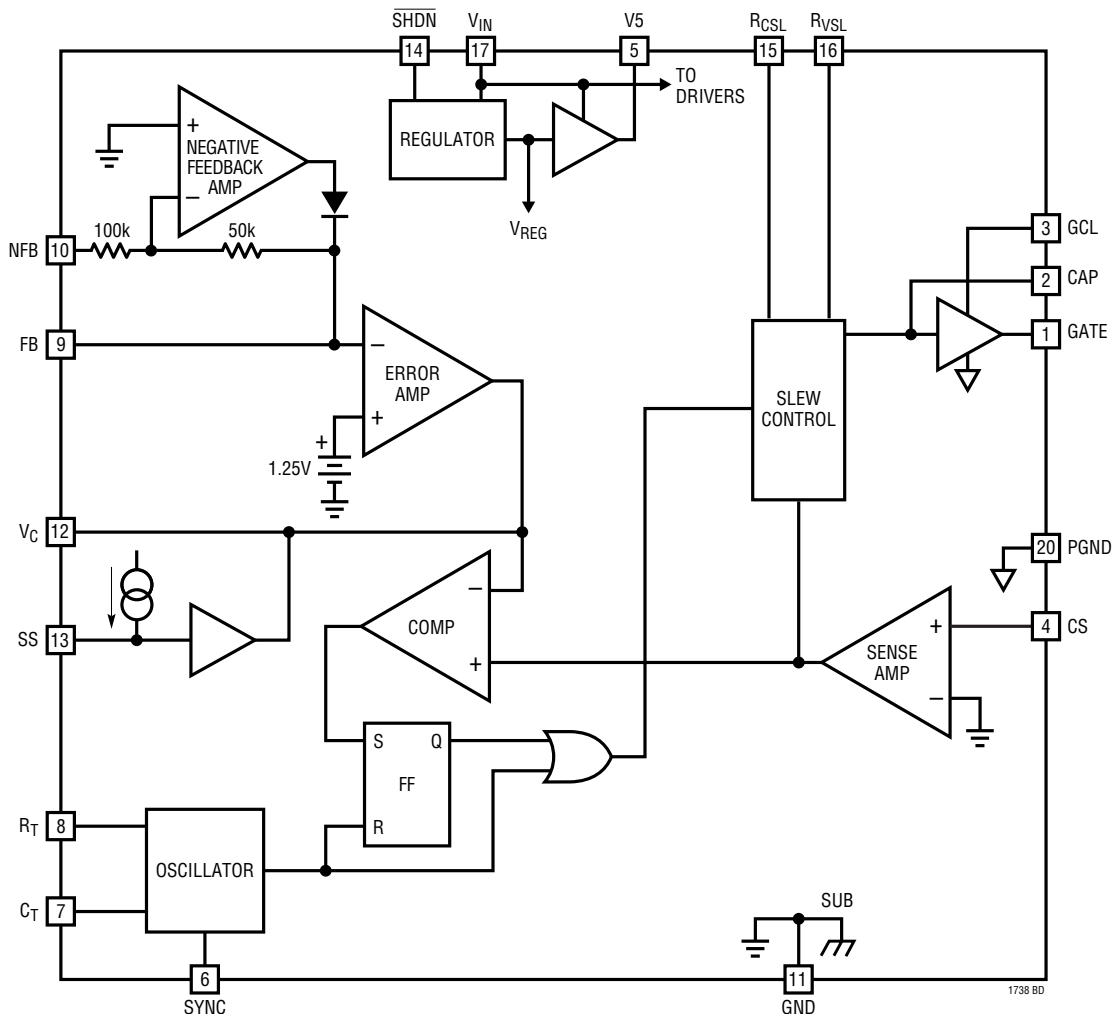 SHDN
VIN
V5
RCSL
RVSL
14
17
5
15
16
TO
DRIVERS
REGULATOR
VREG
+
NEGATIVE
FEEDBACK
AMP
−
100k
50k
NFB
10
3
GCL
2
CAP
1
GATE
FB
9
−
ERROR
AMP
+
+
1.25V
SLEW
CONTROL
VC
12
20
PGND
SS
13
−
COMP
+
4
CS
+
SENSE
AMP
−
S
Q
FF
R
RT
8
OSCILLATOR
CT
7
SUB
6
SYNC
11
GND
1738 BD